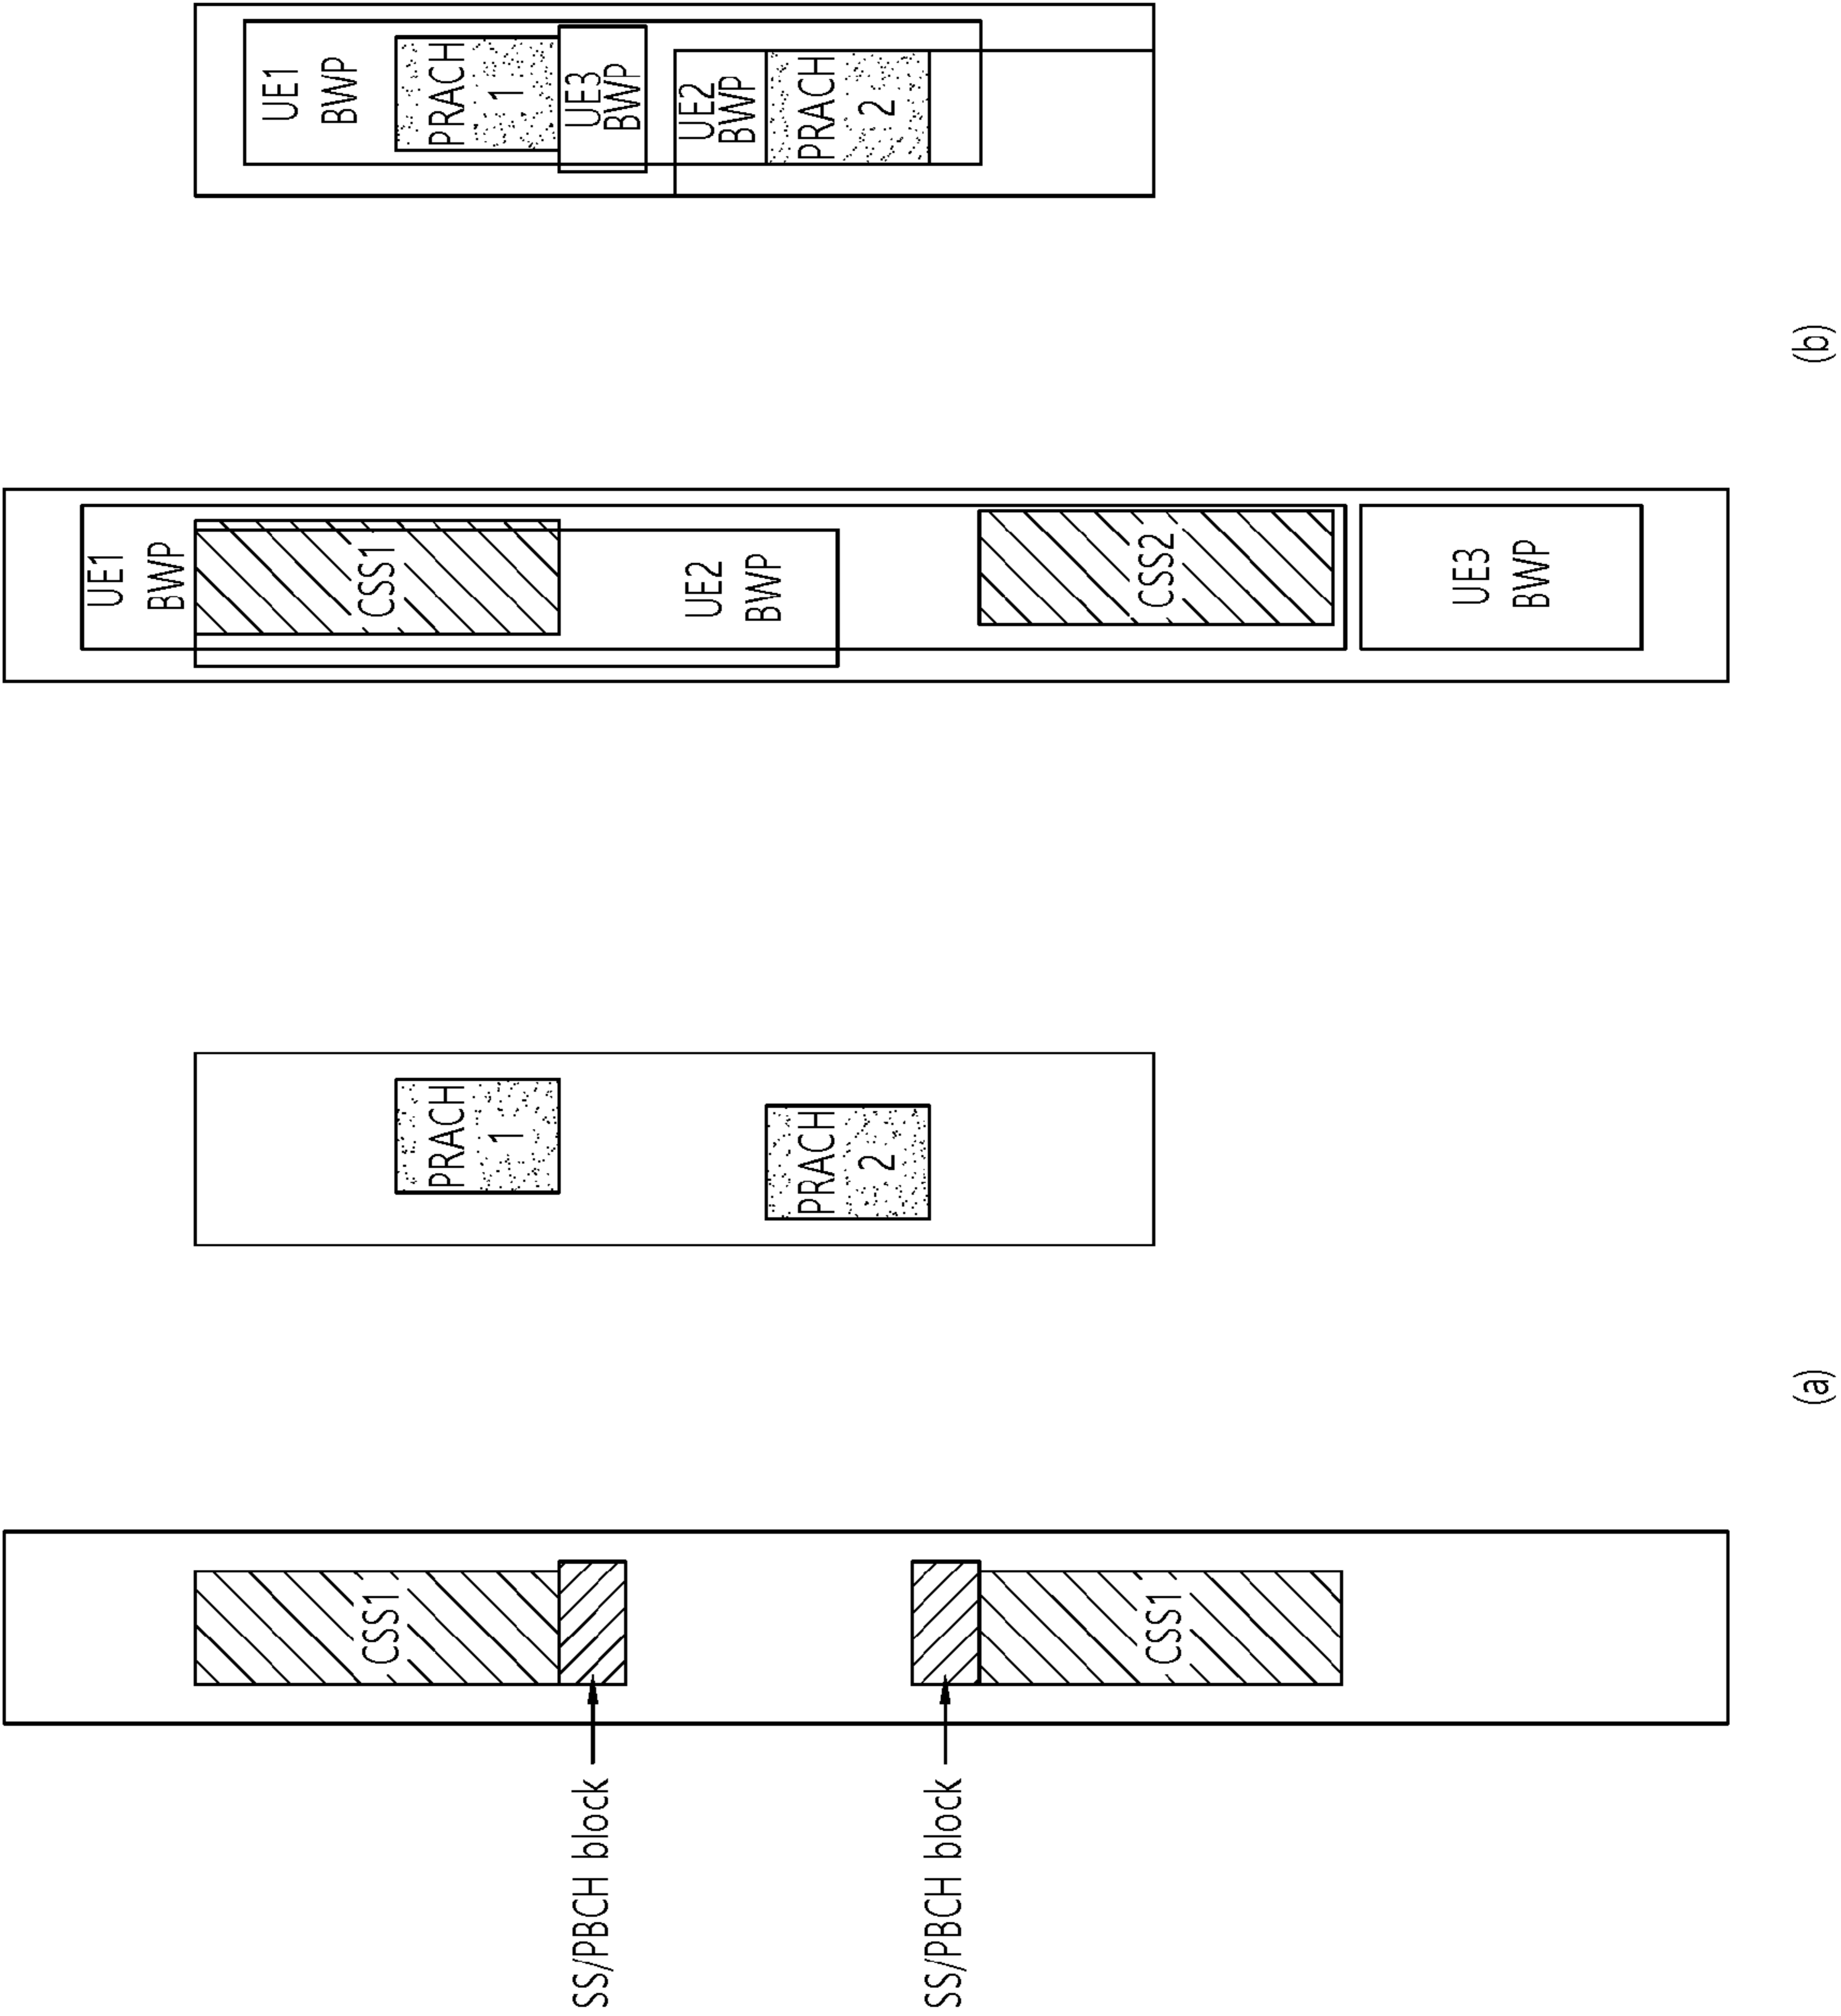 SS/PBCH block
SS/PBCH block
CSS1
CSS1
PRACH
1
PRACH
2
(a)
UE1
BWP
CSS1
UE2
BWP
CSS2
UE3
BWP
UE1
BWP
PRACH
1
UE3
BWP
UE2
BWP
PRACH
2
(b)